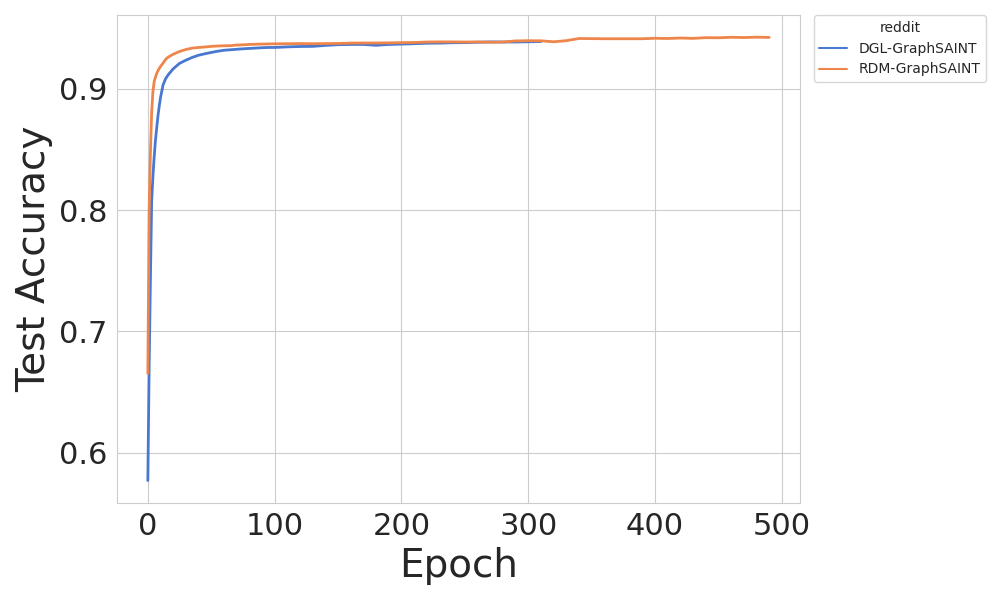 reddit
DGL-GraphSAINT
RDM-GraphSAINT
Test Accuracy
0.9
0.8
0.7
0.6
0 100 200 300 400 500
Epoch